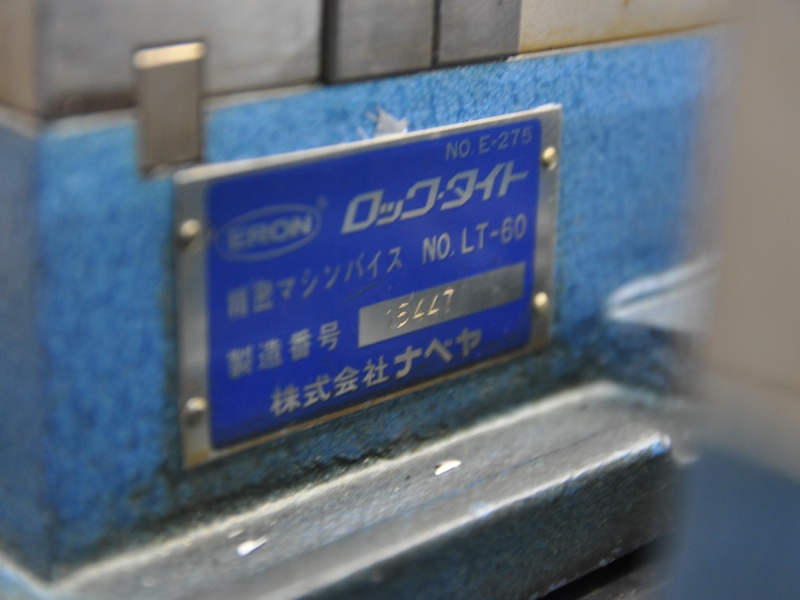 NO. E-275
ERON ロック・タイト
精密マシンバイス NO. LT-60
製造番号 15447
株式会社ナベヤ